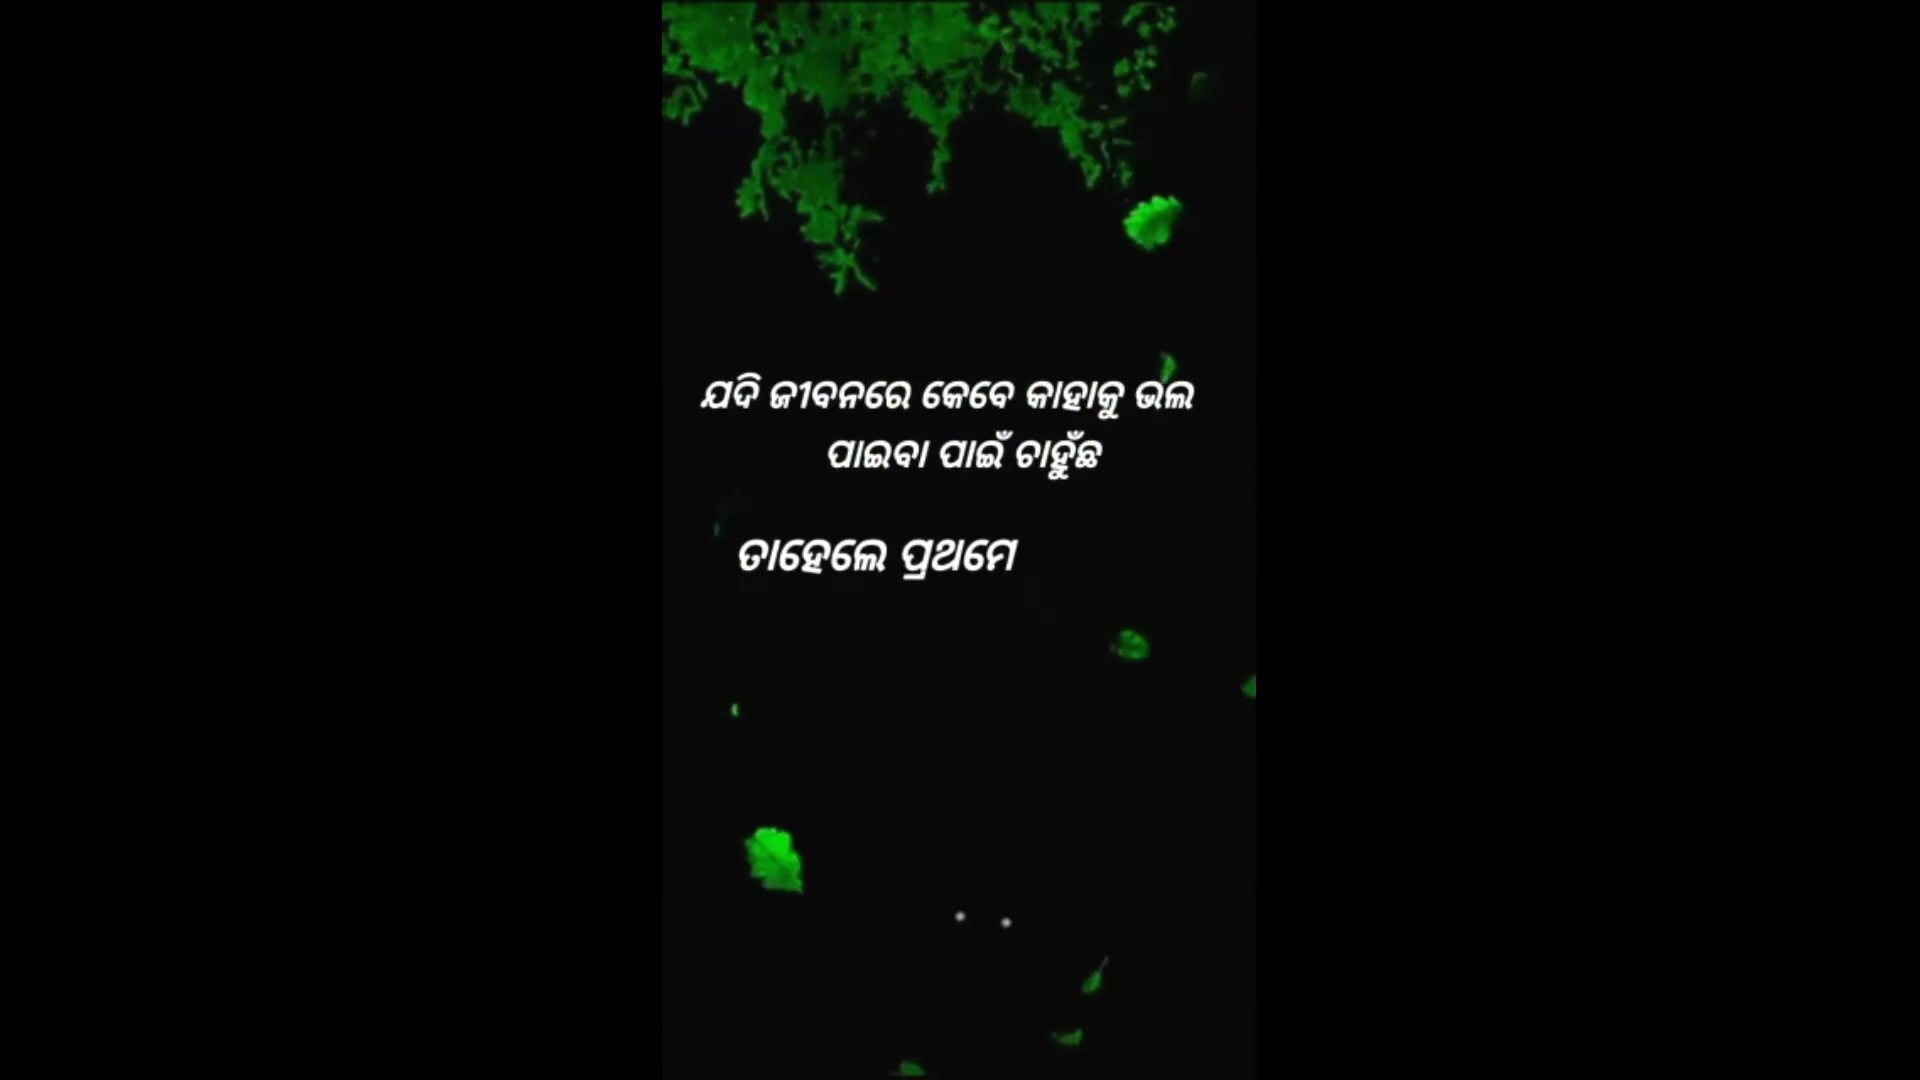 ଯଦି ଜୀବନରେ କେବେ କାହାକୁ ଭଲ
ପାଇବା ପାଇଁ ଚାହୁଁଛ
ତାହେଲେ ପ୍ରଥମେ